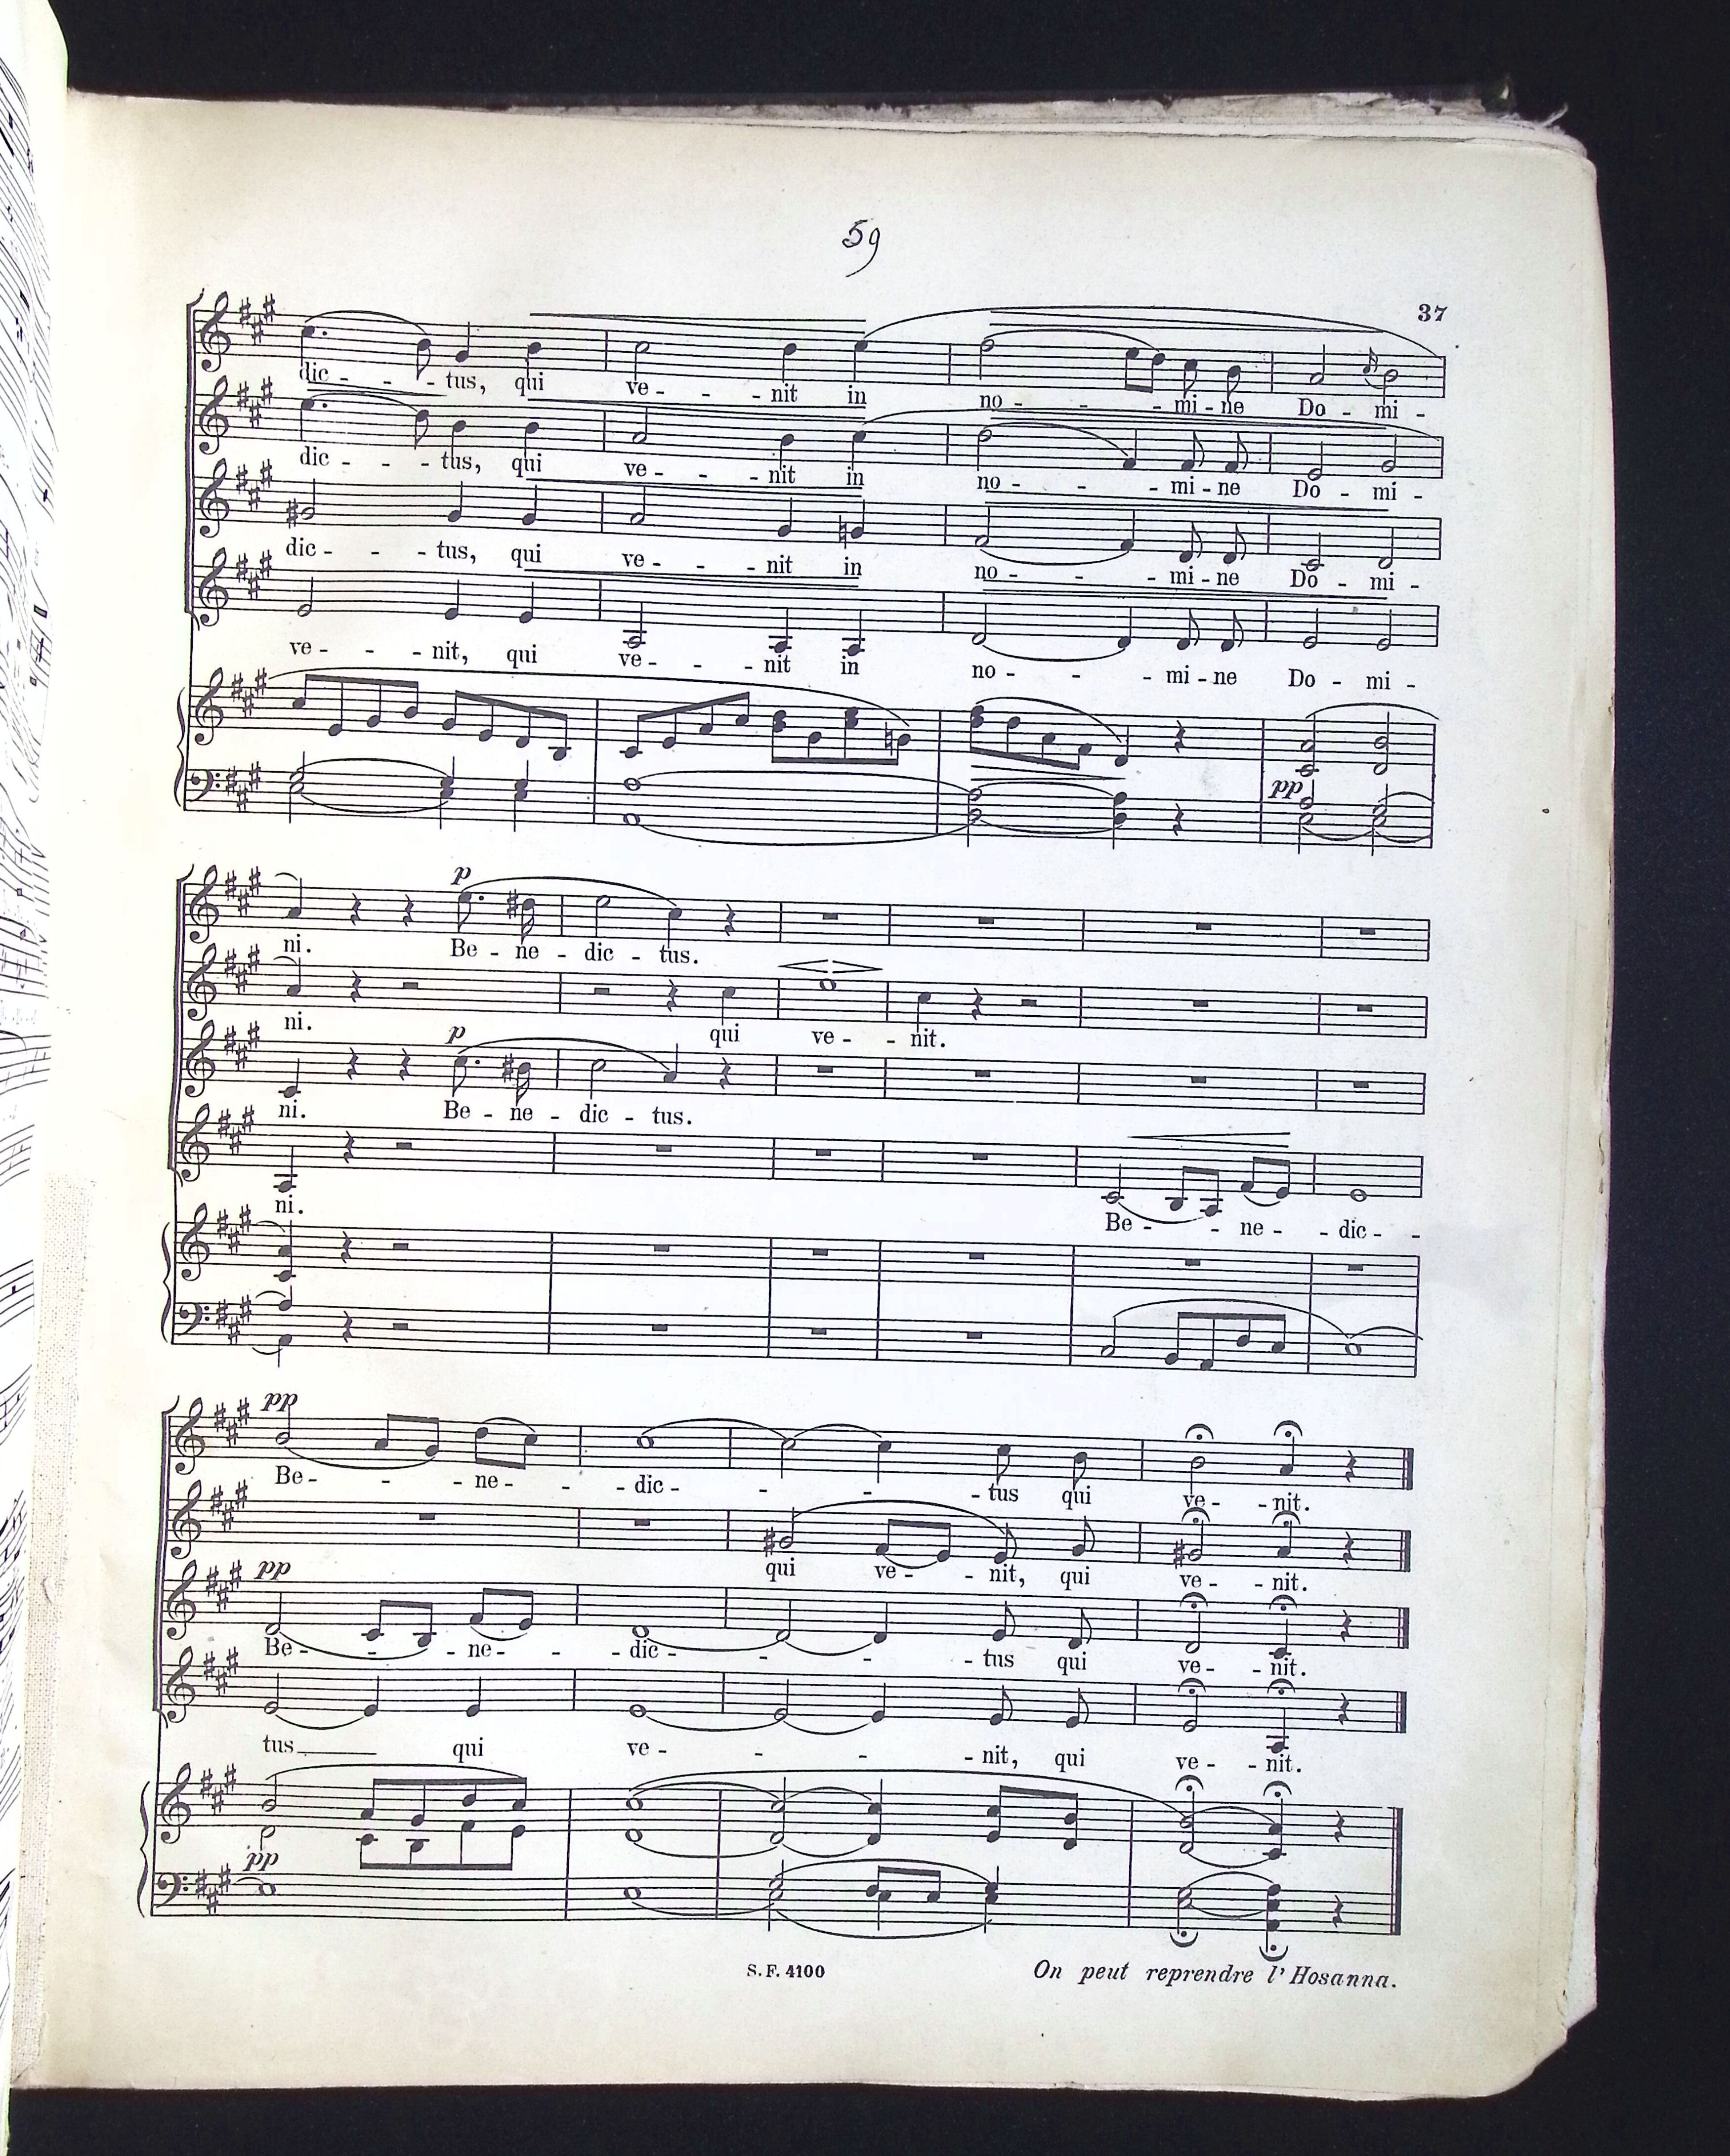 59
37
dic - - - tus, qui ve - - - nit in no - - - mi - ne Do - mi -
dic - - - tus, qui ve - - - nit in no - - - mi - ne Do - mi -
dic - - - tus, qui ve - - - nit in no - - - mi - ne Do - mi -
ve - - - nit, qui ve - - - nit in no - - - mi - ne Do - mi -
pp
p
ni. Be - ne - dic - tus.
ni. qui ve - - nit.
p
ni. Be - ne - dic - tus.
ni. Be - - ne - - dic - -
pp
Be - - - ne - - - dic - - - - tus qui ve - - nit.
qui ve - - nit, qui ve - - nit.
pp
Be - - - ne - - - dic - - - - tus qui ve - - nit.
tus qui ve - - - - nit, qui ve - - nit.
pp
S. F. 4100
On peut reprendre l'Hosanna.